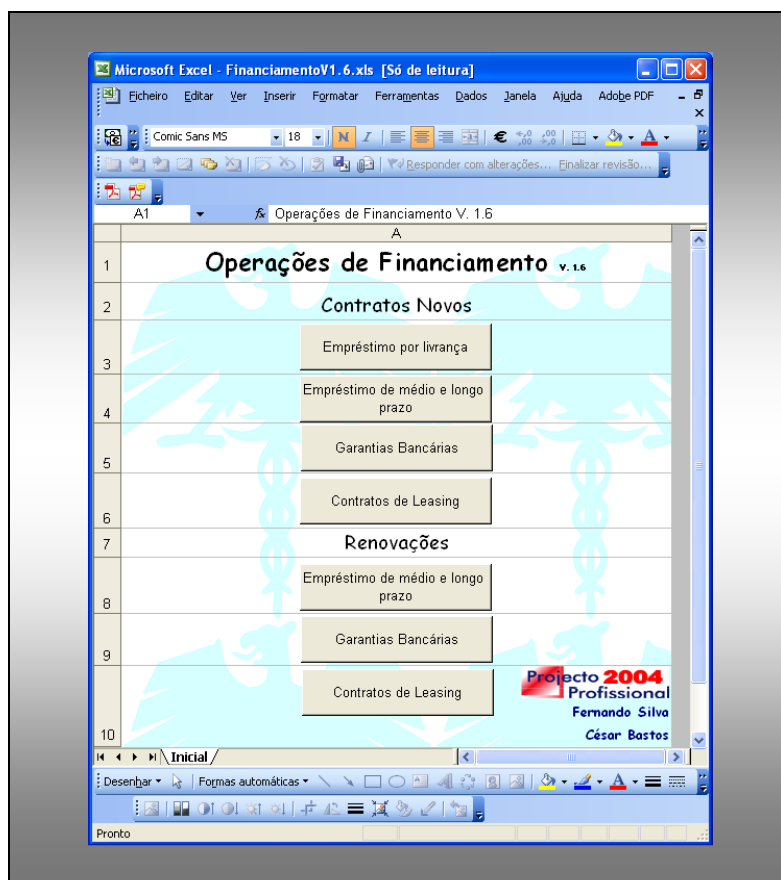 Microsoft Excel - FinanciamentoV1.6.xls [Só de leitura]
Ficheiro Editar Ver Inserir Formatar Ferramentas Dados Janela Ajuda Adobe PDF
Comic Sans MS 18 N I € A
Responder com alterações... Finalizar revisão...
A1 fx Operações de Financiamento V. 1.6
A
1 Operações de Financiamento V. 1.6
2 Contratos Novos
3 Empréstimo por livrança
4 Empréstimo de médio e longo
prazo
5 Garantias Bancárias
6 Contratos de Leasing
7 Renovações
8 Empréstimo de médio e longo
prazo
9 Garantias Bancárias
10 Contratos de Leasing
Projecto 2004
Profissional
Fernando Silva
César Bastos
Inicial
Desenhar Formas automáticas A
Pronto